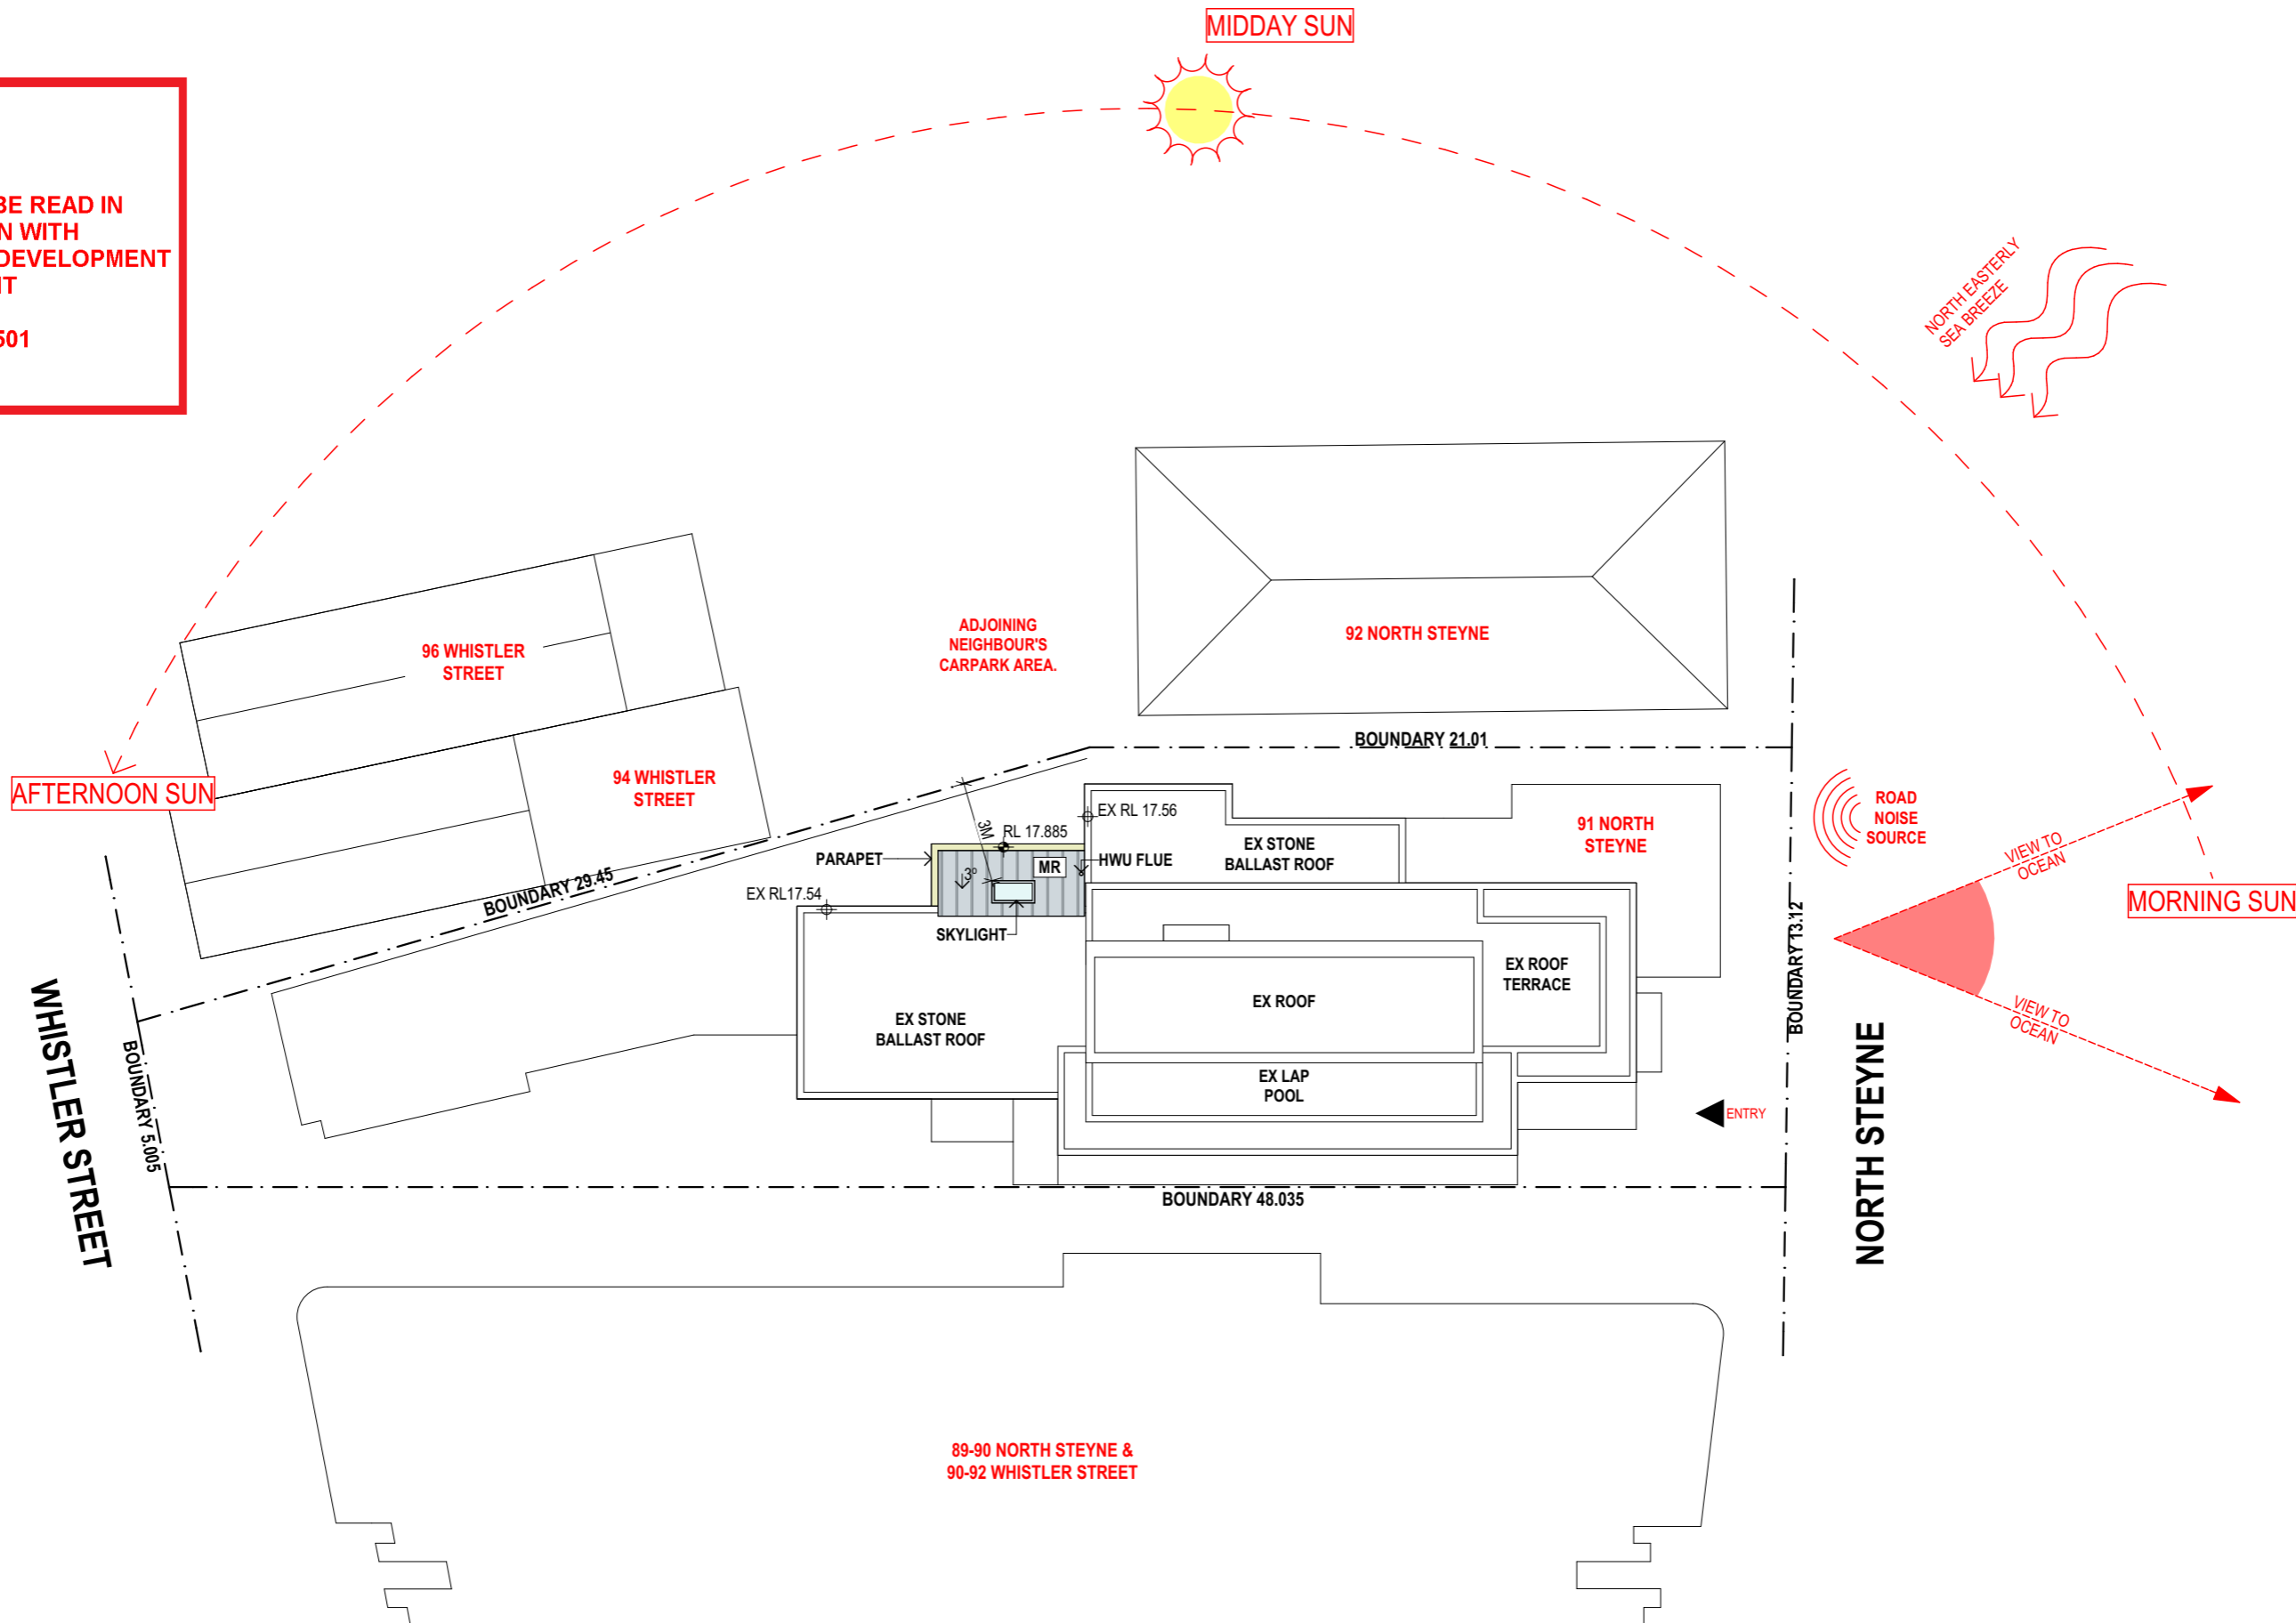 MIDDAY SUN
BE READ IN
N WITH
DEVELOPMENT
501
NORTH EASTERLY
SEA BREEZE
96 WHISTLER
STREET
ADJOINING
NEIGHBOUR'S
CARPARK AREA.
92 NORTH STEYNE
BOUNDARY 21.01
AFTERNOON SUN
94 WHISTLER
STREET
3M
RL 17.885
EX RL 17.56
EX STONE
BALLAST ROOF
91 NORTH
STEYNE
ROAD
NOISE
SOURCE
VIEW TO
OCEAN
PARAPET
MR
HWU FLUE
3º
BOUNDARY 29.45
EX RL17.54
SKYLIGHT
MORNING SUN
BOUNDARY 13.12
EX ROOF
TERRACE
EX ROOF
EX STONE
BALLAST ROOF
VIEW TO
OCEAN
WHISTLER STREET
BOUNDARY 5.005
EX LAP
POOL
ENTRY
NORTH STEYNE
BOUNDARY 48.035
89-90 NORTH STEYNE &
90-92 WHISTLER STREET